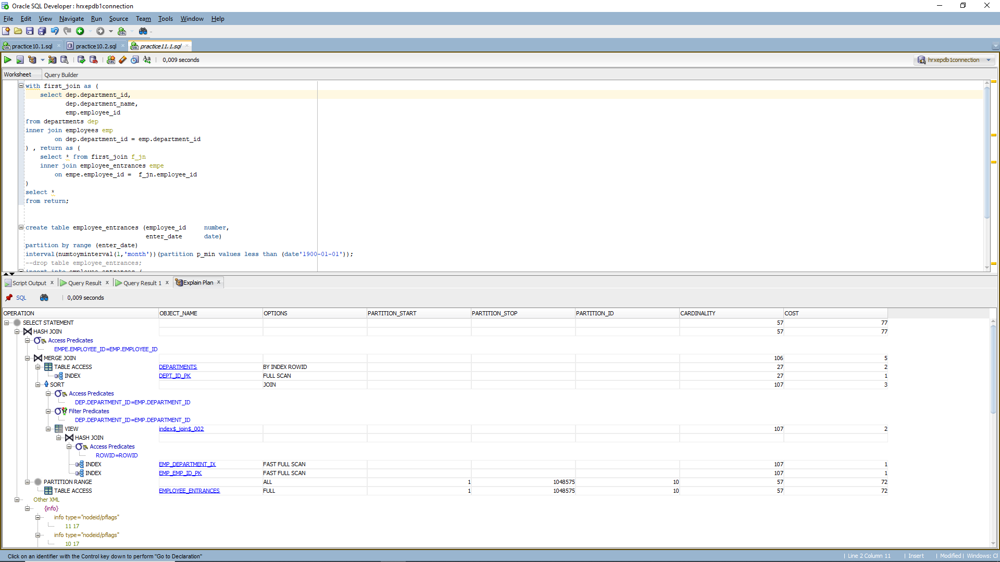 Oracle SQL Developer : hrxepdb1connection
File Edit View Navigate Run Source Team Tools Window Help
practice10.1.sql practice10.2.sql practice11.1.sql
0,009 seconds hrxepdb1connection
Worksheet Query Builder
with first_join as (
select dep.department_id,
dep.department_name,
emp.employee_id
from departments dep
inner join employees emp
on dep.department_id = emp.department_id
) , return as (
select * from first_join f_jn
inner join employee_entrances empe
on empe.employee_id = f_jn.employee_id
)
select *
from return;
create table employee_entrances (employee_id number,
enter_date date)
partition by range (enter_date)
interval(numtoyminterval(1,'month'))(partition p_min values less than (date'1900-01-01'));
--drop table employee_entrances;
insert into employee_entrances (
Script Output Query Result Query Result 1 Explain Plan
SQL 0,009 seconds
OPERATION OBJECT_NAME OPTIONS PARTITION_START PARTITION_STOP PARTITION_ID CARDINALITY COST
SELECT STATEMENT 57 77
HASH JOIN 57 77
Access Predicates
EMPE.EMPLOYEE_ID=EMP.EMPLOYEE_ID
MERGE JOIN 106 5
TABLE ACCESS DEPARTMENTS BY INDEX ROWID 27 2
INDEX DEPT_ID_PK FULL SCAN 27 1
SORT JOIN 107 3
Access Predicates
DEP.DEPARTMENT_ID=EMP.DEPARTMENT_ID
Filter Predicates
DEP.DEPARTMENT_ID=EMP.DEPARTMENT_ID
VIEW index$_join$_002 107 2
HASH JOIN
Access Predicates
ROWID=ROWID
INDEX EMP_DEPARTMENT_IX FAST FULL SCAN 107 1
INDEX EMP_EMP_ID_PK FAST FULL SCAN 107 1
PARTITION RANGE ALL 1 1048575 10 57 72
TABLE ACCESS EMPLOYEE_ENTRANCES FULL 1 1048575 10 57 72
Other XML
{info}
info type="nodeid/pflags"
11 17
info type="nodeid/pflags"
10 17
Click on an identifier with the Control key down to perform "Go to Declaration" | Line 2 Column 11 | Insert | Modified | Windows: CF